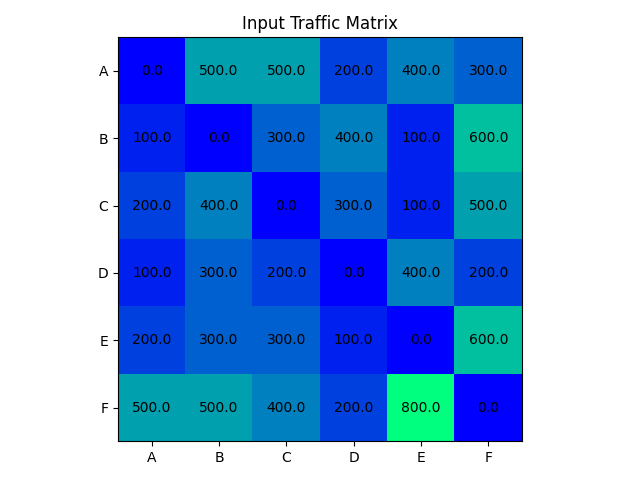 Input Traffic Matrix
A 0.0 500.0 500.0 200.0 400.0 300.0
B 100.0 0.0 300.0 400.0 100.0 600.0
C 200.0 400.0 0.0 300.0 100.0 500.0
D 100.0 300.0 200.0 0.0 400.0 200.0
E 200.0 300.0 300.0 100.0 0.0 600.0
F 500.0 500.0 400.0 200.0 800.0 0.0
A B C D E F